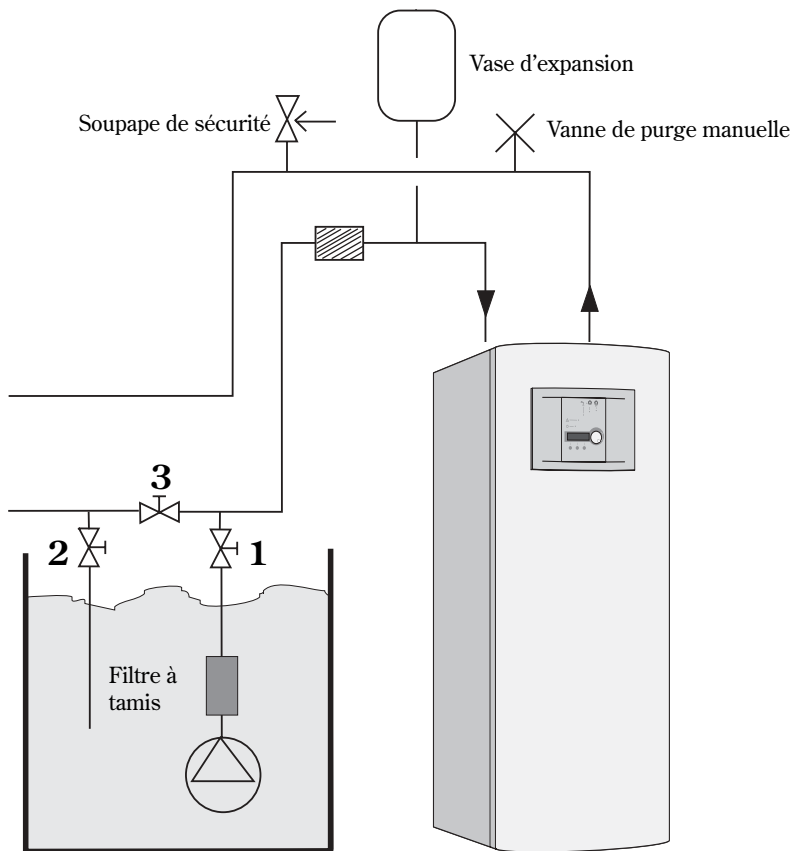 Vase d'expansion
Soupape de sécurité
Vanne de purge manuelle
3
2
1
Filtre à
tamis